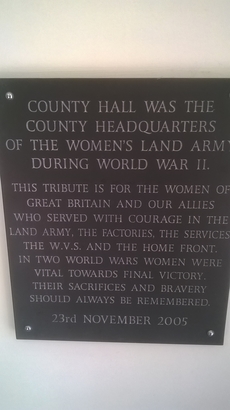 COUNTY HALL WAS THE
COUNTY HEADQUARTERS
OF THE WOMEN'S LAND ARMY
DURING WORLD WAR II.
THIS TRIBUTE IS FOR THE WOMEN OF
GREAT BRITAIN AND OUR ALLIES
WHO SERVED WITH COURAGE IN THE
LAND ARMY, THE FACTORIES, THE SERVICES
THE W.V.S. AND THE HOME FRONT.
IN TWO WORLD WARS WOMEN WERE
VITAL TOWARDS FINAL VICTORY.
THEIR SACRIFICES AND BRAVERY
SHOULD ALWAYS BE REMEMBERED.
23rd NOVEMBER 2005